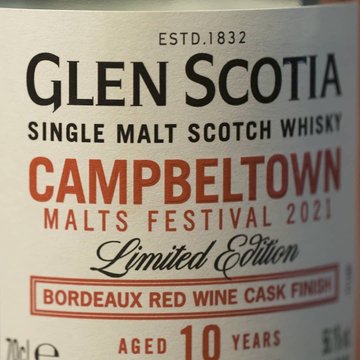 ESTD.1832
GLEN SCOTIA
SINGLE MALT SCOTCH WHISKY
CAMPBELTOWN
MALTS FESTIVAL 2021
Limited Edition
BORDEAUX RED WINE CASK FINISH
70cl e AGED 10 YEARS